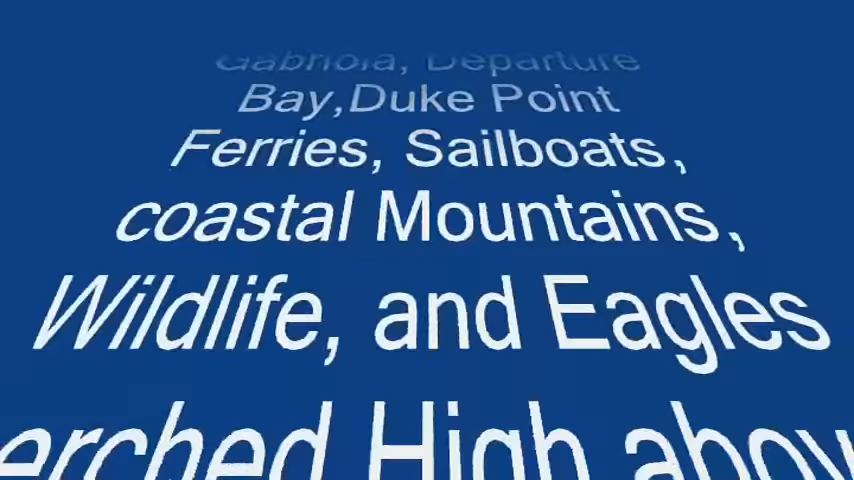 Gabriola, Departure
Bay,Duke Point
Ferries, Sailboats,
coastal Mountains,
Wildlife, and Eagles
erched High abov